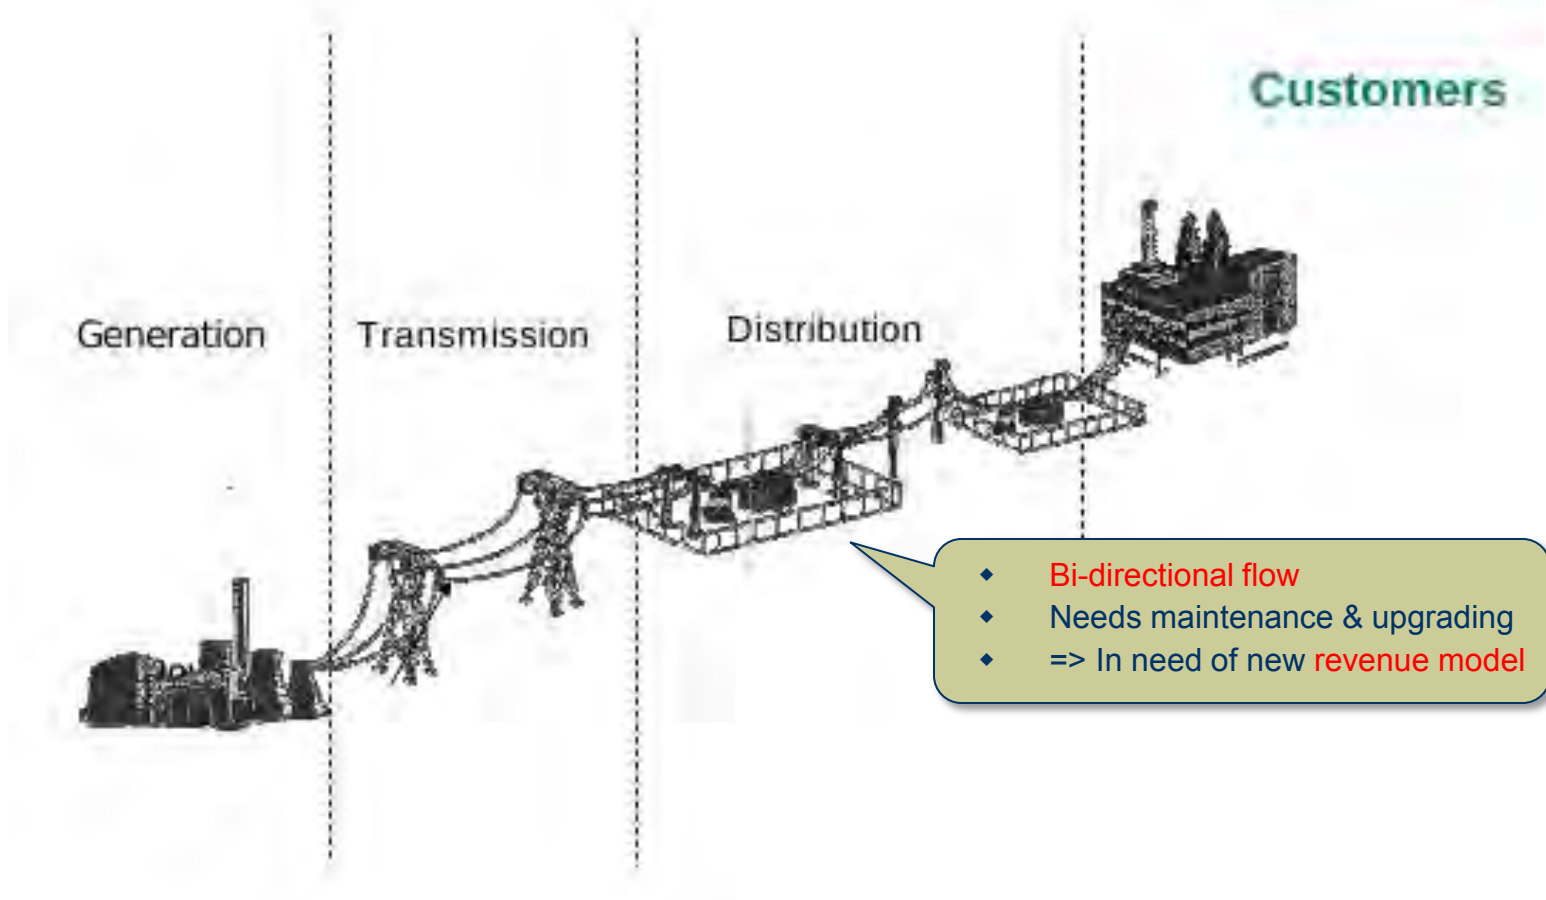 Customers
Generation
Transmission
Distribution
◆ Bi-directional flow
◆ Needs maintenance & upgrading
◆ => In need of new revenue model